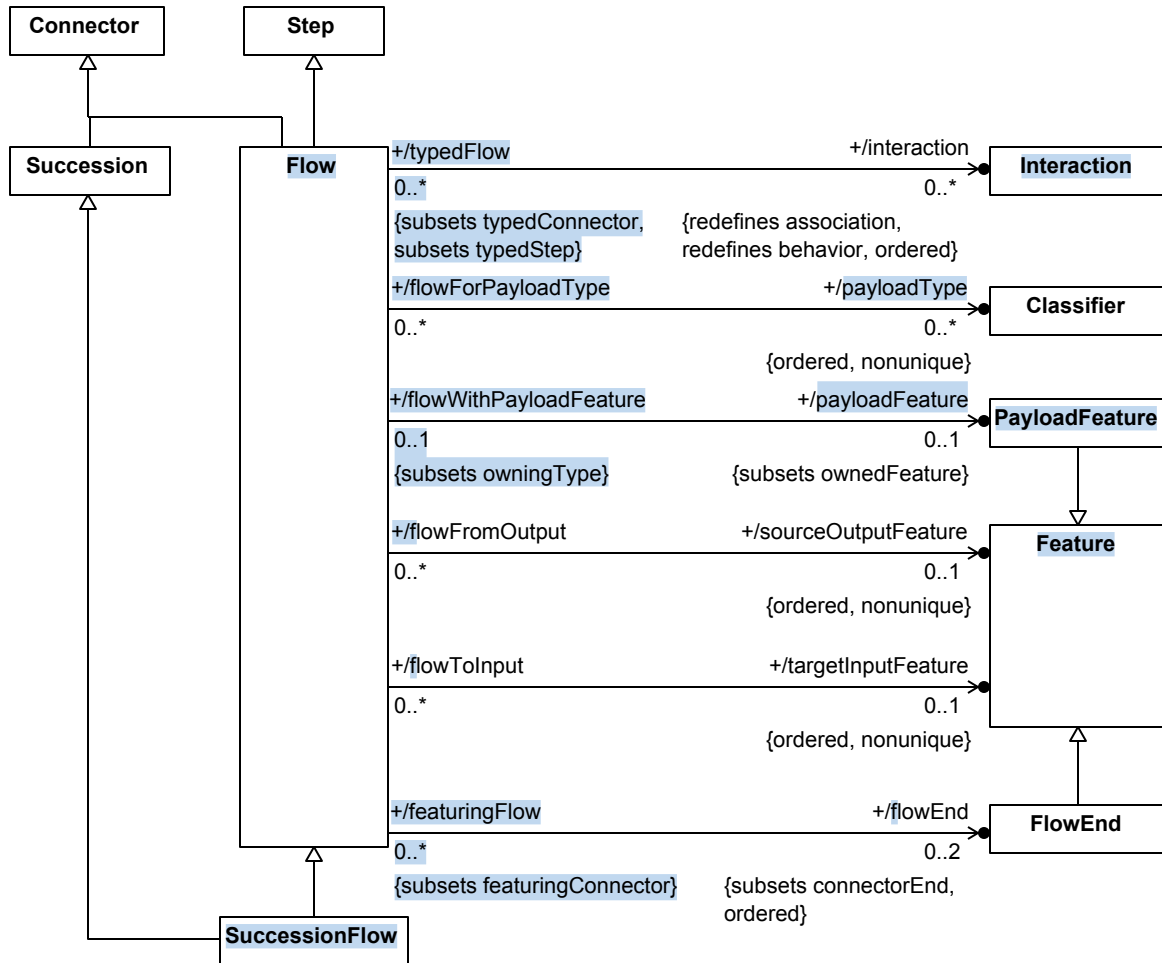 Connector
Step
Succession
Flow
+/typedFlow
+/interaction
Interaction
0..*
0..*
{subsets typedConnector,
subsets typedStep}
{redefines association,
redefines behavior, ordered}
+/flowForPayloadType
+/payloadType
Classifier
0..*
0..*
{ordered, nonunique}
+/flowWithPayloadFeature
+/payloadFeature
PayloadFeature
0..1
0..1
{subsets owningType}
{subsets ownedFeature}
+/flowFromOutput
+/sourceOutputFeature
Feature
0..*
0..1
{ordered, nonunique}
+/flowToInput
+/targetInputFeature
0..*
0..1
{ordered, nonunique}
+/featuringFlow
+/flowEnd
FlowEnd
0..*
0..2
{subsets featuringConnector}
{subsets connectorEnd,
ordered}
SuccessionFlow